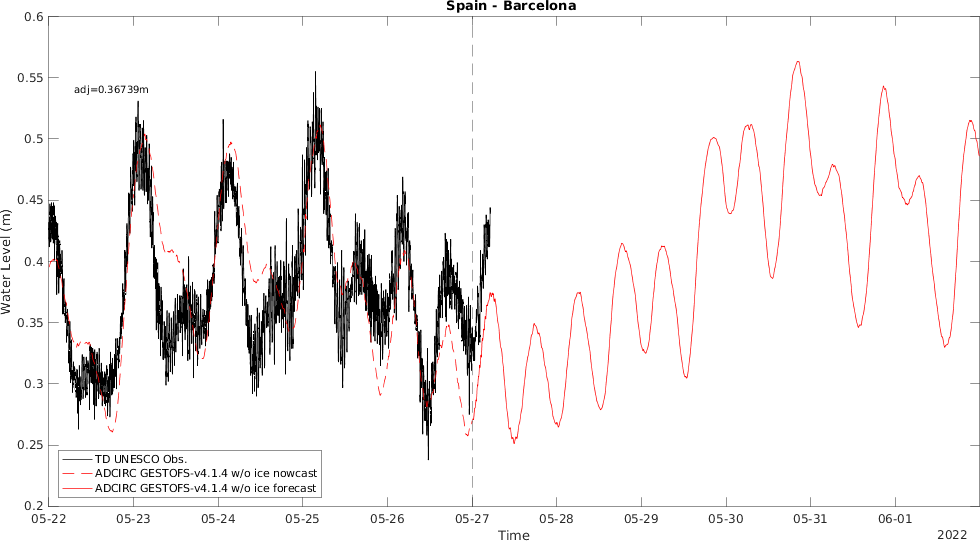 Spain - Barcelona
0.6
0.55
adj=0.36739m
0.5
0.45
0.4
0.35
0.3
0.25
0.2
Water Level (m)
TD UNESCO Obs.
ADCIRC GESTOFS-v4.1.4 w/o ice nowcast
ADCIRC GESTOFS-v4.1.4 w/o ice forecast
05-22 05-23 05-24 05-25 05-26 05-27 05-28 05-29 05-30 05-31 06-01
Time
2022